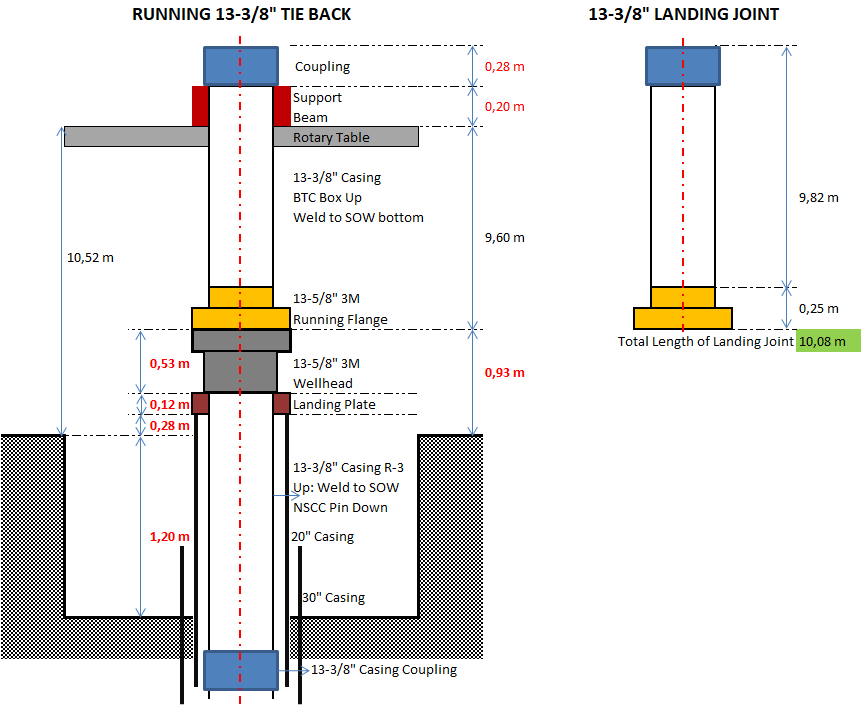 RUNNING 13-3/8" TIE BACK
13-3/8" LANDING JOINT
Coupling
0,28 m
Support
Beam
0,20 m
Rotary Table
13-3/8" Casing
BTC Box Up
Weld to SOW bottom
9,82 m
9,60 m
10,52 m
13-5/8" 3M
Running Flange
0,25 m
Total Length of Landing Joint 10,08 m
0,53 m
13-5/8" 3M
Wellhead
0,93 m
0,12 m
Landing Plate
0,28 m
13-3/8" Casing R-3
Up: Weld to SOW
NSCC Pin Down
1,20 m
20" Casing
30" Casing
13-3/8" Casing Coupling